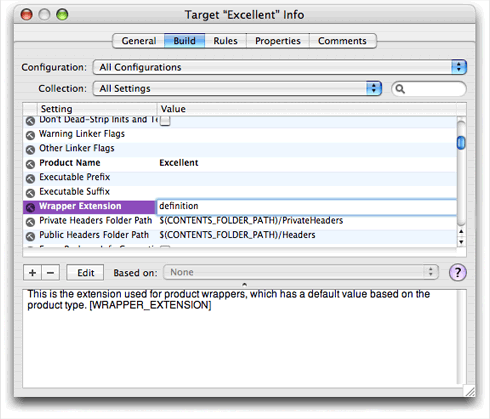 Target “Excellent” Info
General Build Rules Properties Comments
Configuration: All Configurations
Collection: All Settings
Setting Value
Don't Dead-Strip Inits and Te
Warning Linker Flags
Other Linker Flags
Product Name Excellent
Executable Prefix
Executable Suffix
Wrapper Extension definition
Private Headers Folder Path $(CONTENTS_FOLDER_PATH)/PrivateHeaders
Public Headers Folder Path $(CONTENTS_FOLDER_PATH)/Headers
Edit Based on: None ?
This is the extension used for product wrappers, which has a default value based on the
product type. [WRAPPER_EXTENSION]